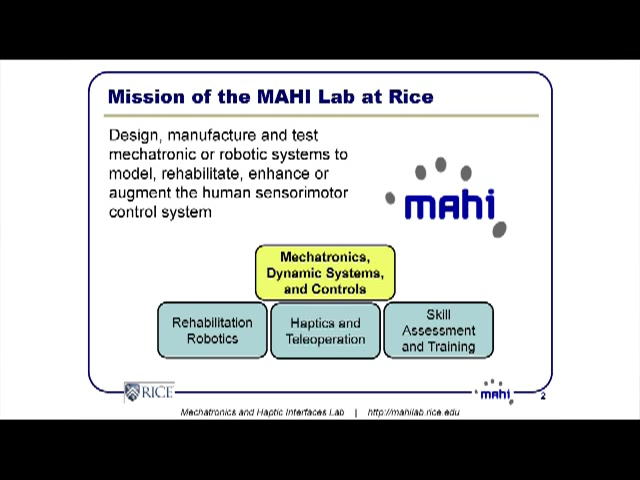 Mission of the MAHI Lab at Rice
Design, manufacture and test
mechatronic or robotic systems to
model, rehabilitate, enhance or
augment the human sensorimotor
control system
mahi
Mechatronics,
Dynamic Systems,
and Controls
Rehabilitation
Robotics
Haptics and
Teleoperation
Skill
Assessment
and Training
RICE
mahi
2
Mechatronics and Haptic Interfaces Lab | http://mahilab.rice.edu